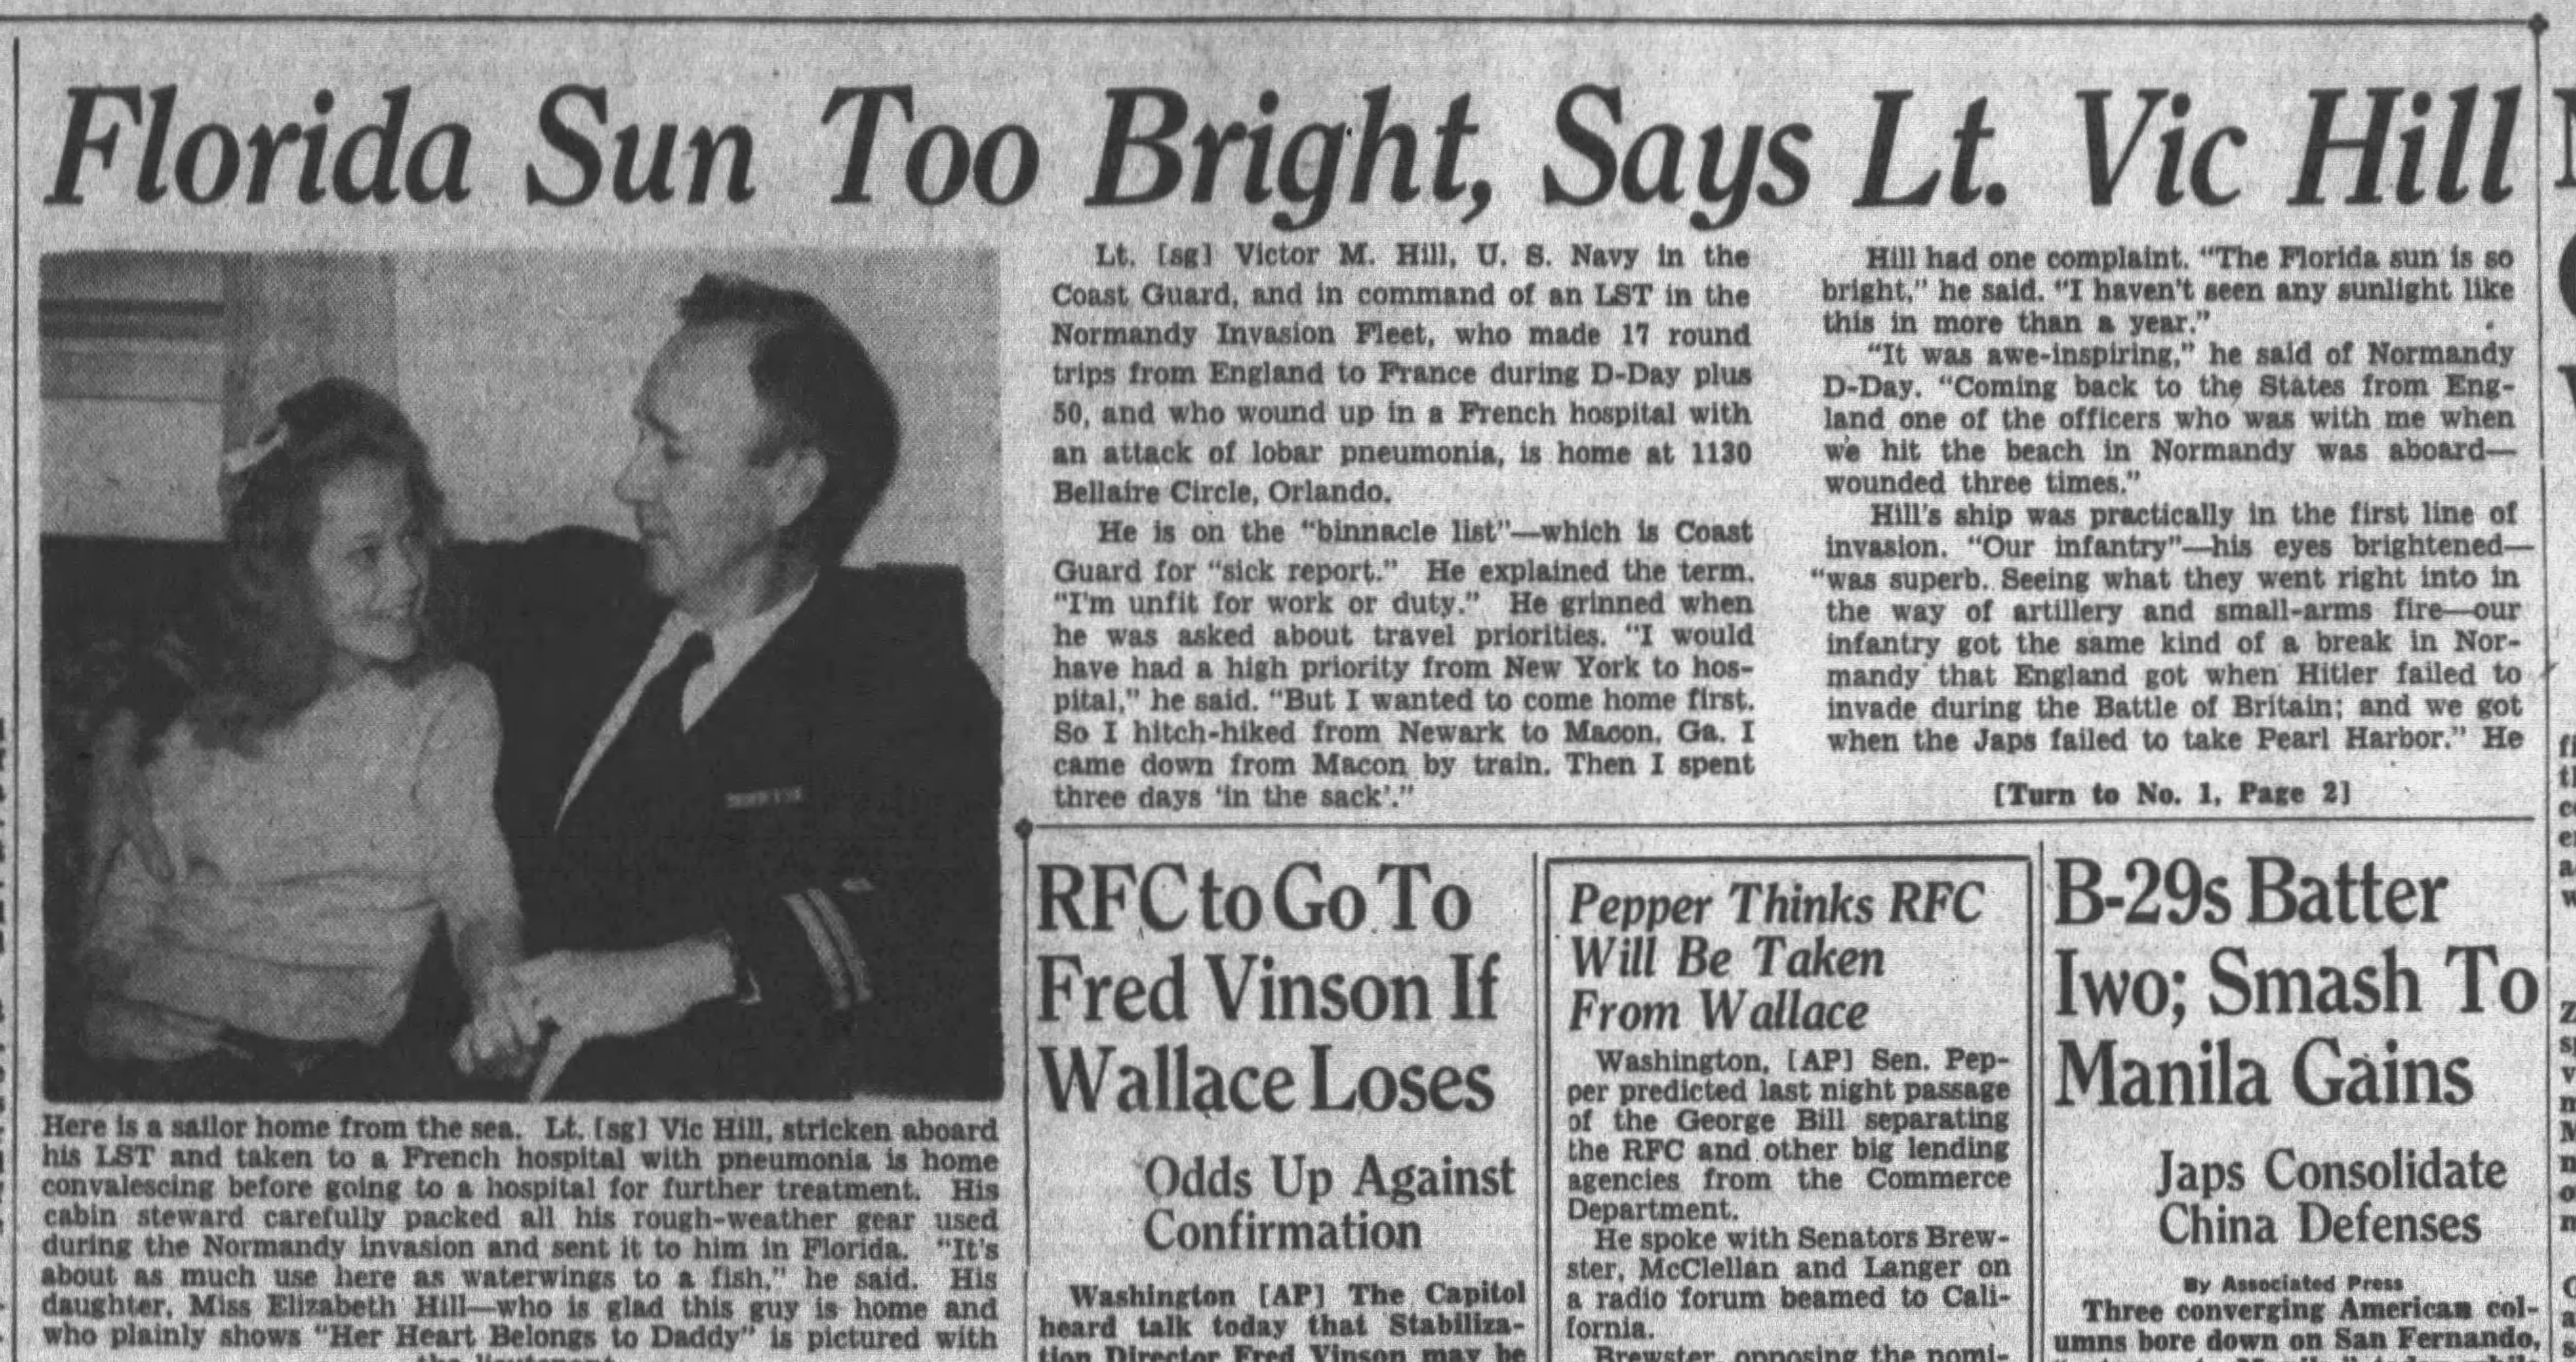 Florida Sun Too Bright, Says Lt. Vic Hill
Lt. [sg] Victor M. Hill, U. S. Navy in the
Coast Guard, and in command of an LST in the
Normandy Invasion Fleet, who made 17 round
trips from England to France during D-Day plus
50, and who wound up in a French hospital with
an attack of lobar pneumonia, is home at 1130
Bellaire Circle, Orlando.
He is on the "binnacle list"—which is Coast
Guard for "sick report." He explained the term.
"I'm unfit for work or duty." He grinned when
he was asked about travel priorities. "I would
have had a high priority from New York to hos-
pital," he said. "But I wanted to come home first.
So I hitch-hiked from Newark to Macon, Ga. I
came down from Macon by train. Then I spent
three days 'in the sack'."
Hill had one complaint. "The Florida sun is so
bright," he said. "I haven't seen any sunlight like
this in more than a year."
"It was awe-inspiring," he said of Normandy
D-Day. "Coming back to the States from Eng-
land one of the officers who was with me when
we hit the beach in Normandy was aboard—
wounded three times."
Hill's ship was practically in the first line of
invasion. "Our infantry"—his eyes brightened—
"was superb. Seeing what they went right into in
the way of artillery and small-arms fire—our
infantry got the same kind of a break in Nor-
mandy that England got when Hitler failed to
invade during the Battle of Britain; and we got
when the Japs failed to take Pearl Harbor." He
[Turn to No. 1, Page 2]
Here is a sailor home from the sea. Lt. [sg] Vic Hill, stricken aboard
his LST and taken to a French hospital with pneumonia is home
convalescing before going to a hospital for further treatment. His
cabin steward carefully packed all his rough-weather gear used
during the Normandy invasion and sent it to him in Florida. "It's
about as much use here as waterwings to a fish," he said. His
daughter, Miss Elizabeth Hill—who is glad this guy is home and
who plainly shows "Her Heart Belongs to Daddy" is pictured with
the lieutenant.
RFC to Go To
Fred Vinson If
Wallace Loses
Odds Up Against
Confirmation
Washington [AP] The Capitol
heard talk today that Stabiliza-
tion Director Fred Vinson may be
Pepper Thinks RFC
Will Be Taken
From Wallace
Washington, [AP] Sen. Pep-
per predicted last night passage
of the George Bill separating
the RFC and other big lending
agencies from the Commerce
Department.
He spoke with Senators Brew-
ster, McClellan and Langer on
a radio forum beamed to Cali-
fornia.
Brewster, opposing the nomi-
B-29s Batter
Iwo; Smash To
Manila Gains
Japs Consolidate
China Defenses
By Associated Press
Three converging American col-
umns bore down on San Fernando,